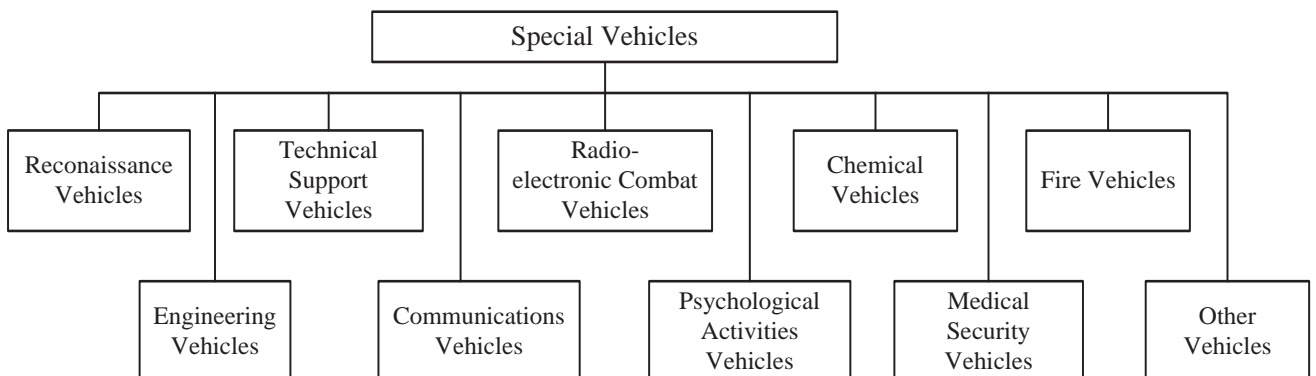 Special Vehicles
Reconaissance
Vehicles
Technical
Support
Vehicles
Radio-
electronic Combat
Vehicles
Chemical
Vehicles
Fire Vehicles
Engineering
Vehicles
Communications
Vehicles
Psychological
Activities
Vehicles
Medical
Security
Vehicles
Other
Vehicles